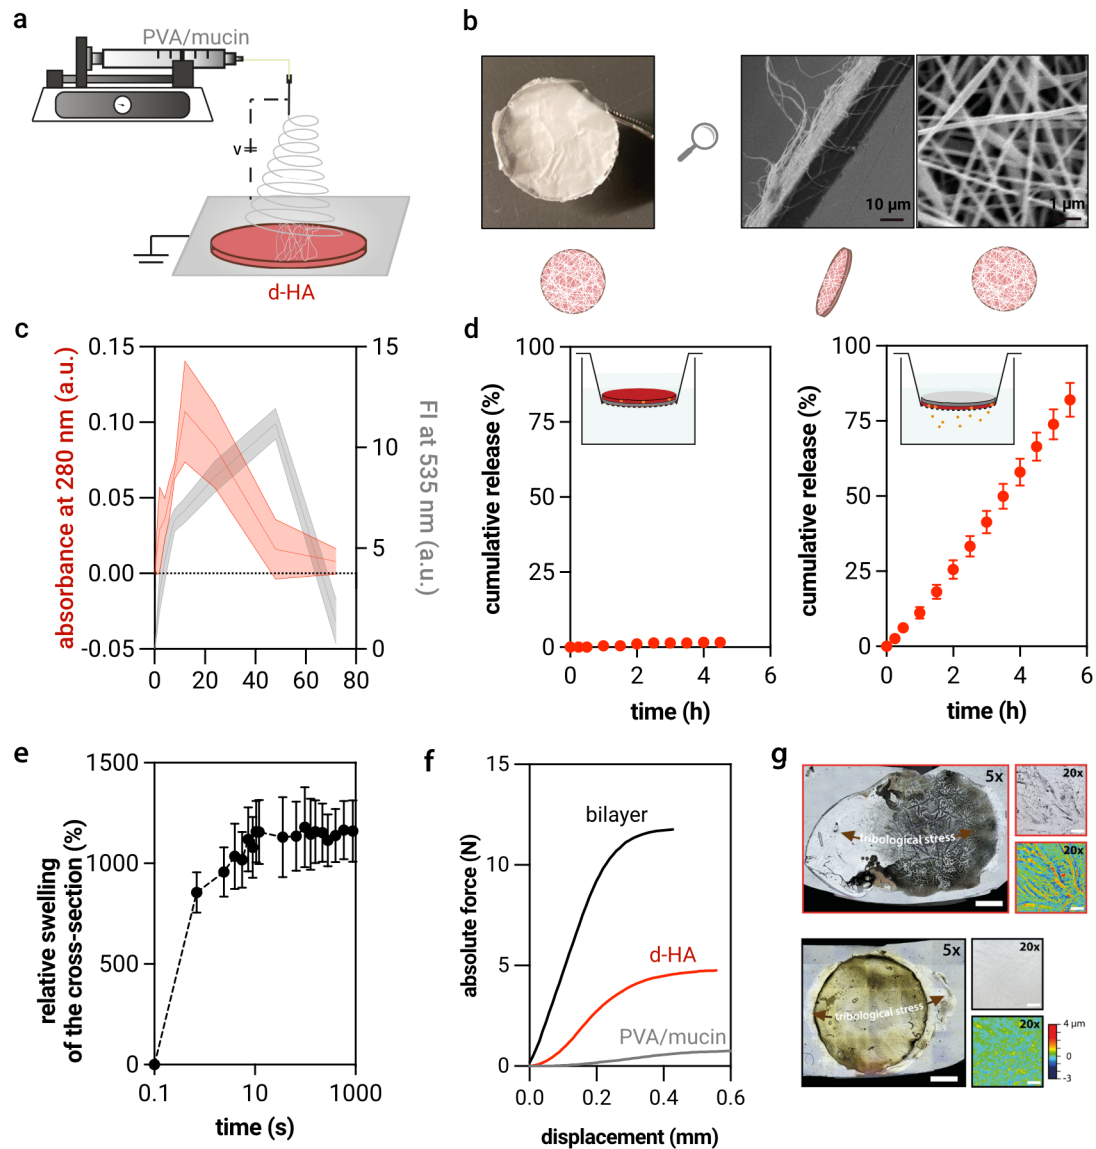 a
PVA/mucin
V
d-HA
b
10 µm
1 µm
c
absorbance at 280 nm (a.u.)
0.15
0.10
0.05
0.00
-0.05
0
20
40
60
80
15
10
5
0
FI at 535 nm (a.u.)
d
cumulative release (%)
100
75
50
25
0
0
2
4
6
time (h)
cumulative release (%)
100
75
50
25
0
0
2
4
6
time (h)
e
relative swelling
of the cross-section (%)
1500
1000
500
0
0.1
10
1000
time (s)
f
absolute force (N)
15
10
5
0
bilayer
d-HA
PVA/mucin
0.0
0.2
0.4
0.6
displacement (mm)
g
5x
tribological stress
20x
20x
5x
tribological stress
20x
20x
4 µm
0
-3